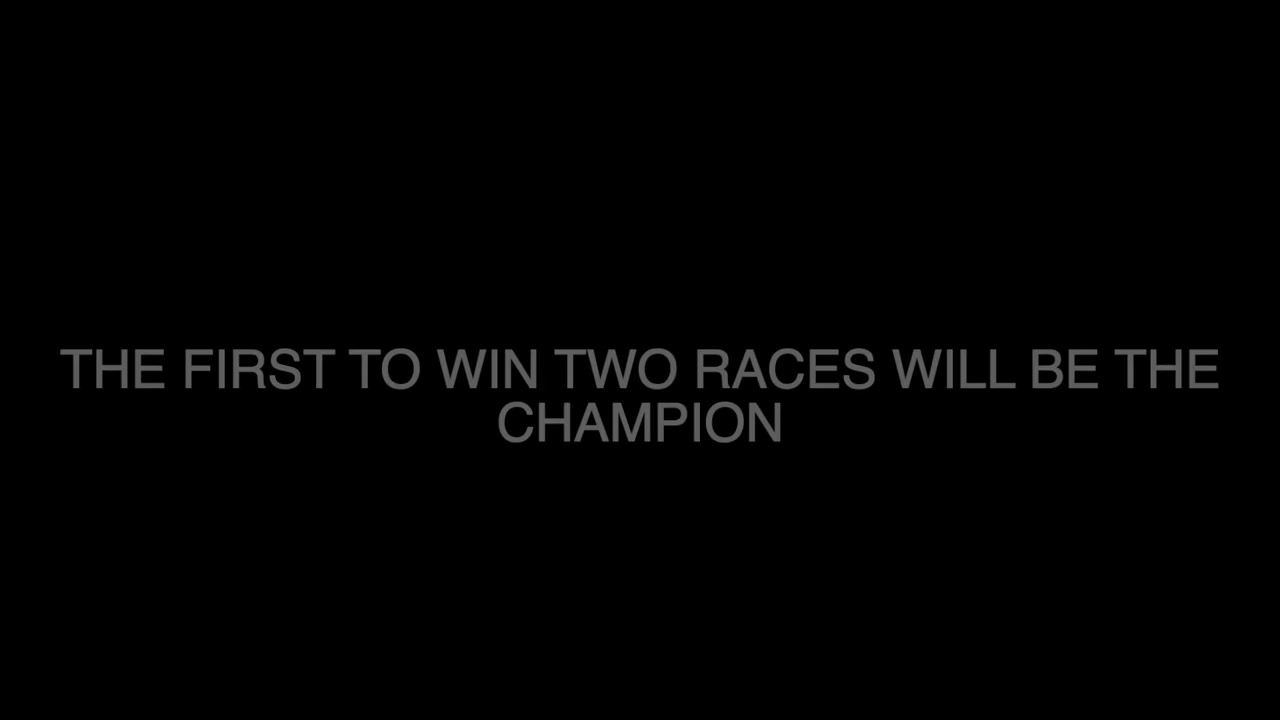 THE FIRST TO WIN TWO RACES WILL BE THE
CHAMPION